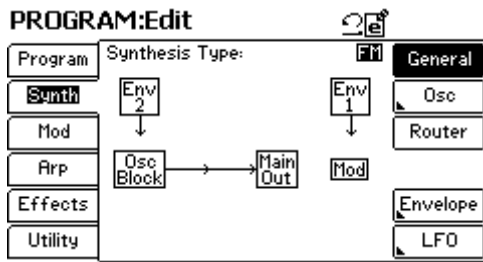 PROGRAM:Edit
e
Program
Synthesis Type:
FM
General
Synth
Env
2
Env
1
Osc
Mod
Router
Arp
Osc
Block
Main
Out
Mod
Effects
Envelope
Utility
LFO